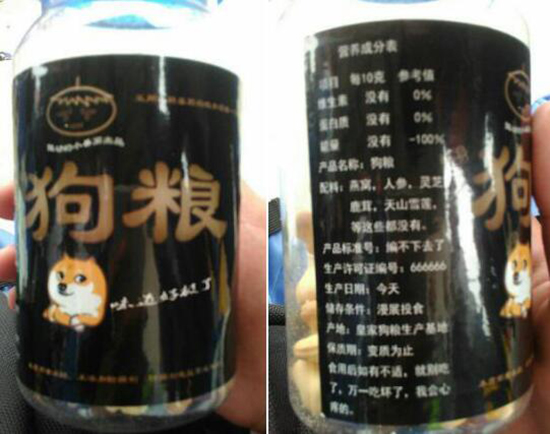 狗粮
味道好极了
营养成分表
项目 每10克 参考值
维生素 没有 0%
蛋白质 没有 0%
能量 没有 -100%
产品名称：狗粮
配料：燕窝，人参，灵芝
鹿茸，天山雪莲，
等这些都没有。
产品标准号：编不下去了
生产许可证编号：666666
生产日期：今天
储存条件：漫展投食
产地：皇家狗粮生产基地
保质期：变质为止
食用后如有不适，就别吃
了，万一吃坏了，我会心
疼的。
狗